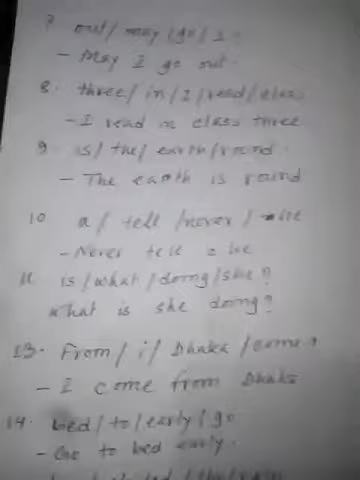 7. out/ may / go / I.
- May I go out.
8. three/ in / I / read / class
- I read in class three
9 is / the / earth / round.
- The earth is round
10 a / tell / never / lie
- Never tell a lie
11 is / what / doing / she?
What is she doing?
13. From / i / Dhaka / come,
- I come from Dhaka
14. bed / to / early / go
- Go to bed early.